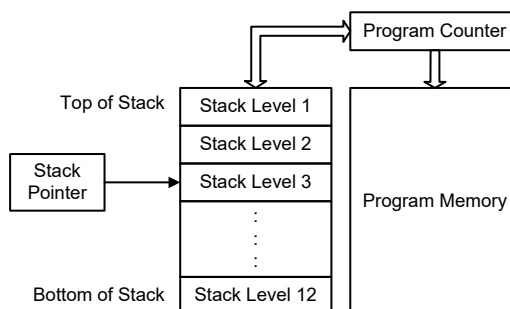 Program Counter
Top of Stack
Stack Level 1
Stack Level 2
Stack
Pointer
Stack Level 3
Program Memory
:
:
:
Bottom of Stack
Stack Level 12